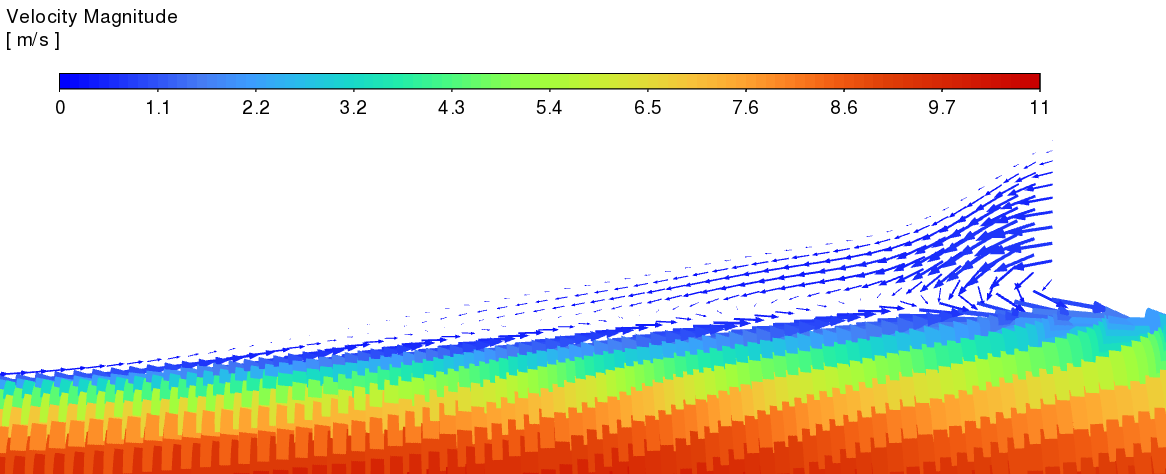 Velocity Magnitude
[ m/s ]
0 1.1 2.2 3.2 4.3 5.4 6.5 7.6 8.6 9.7 11